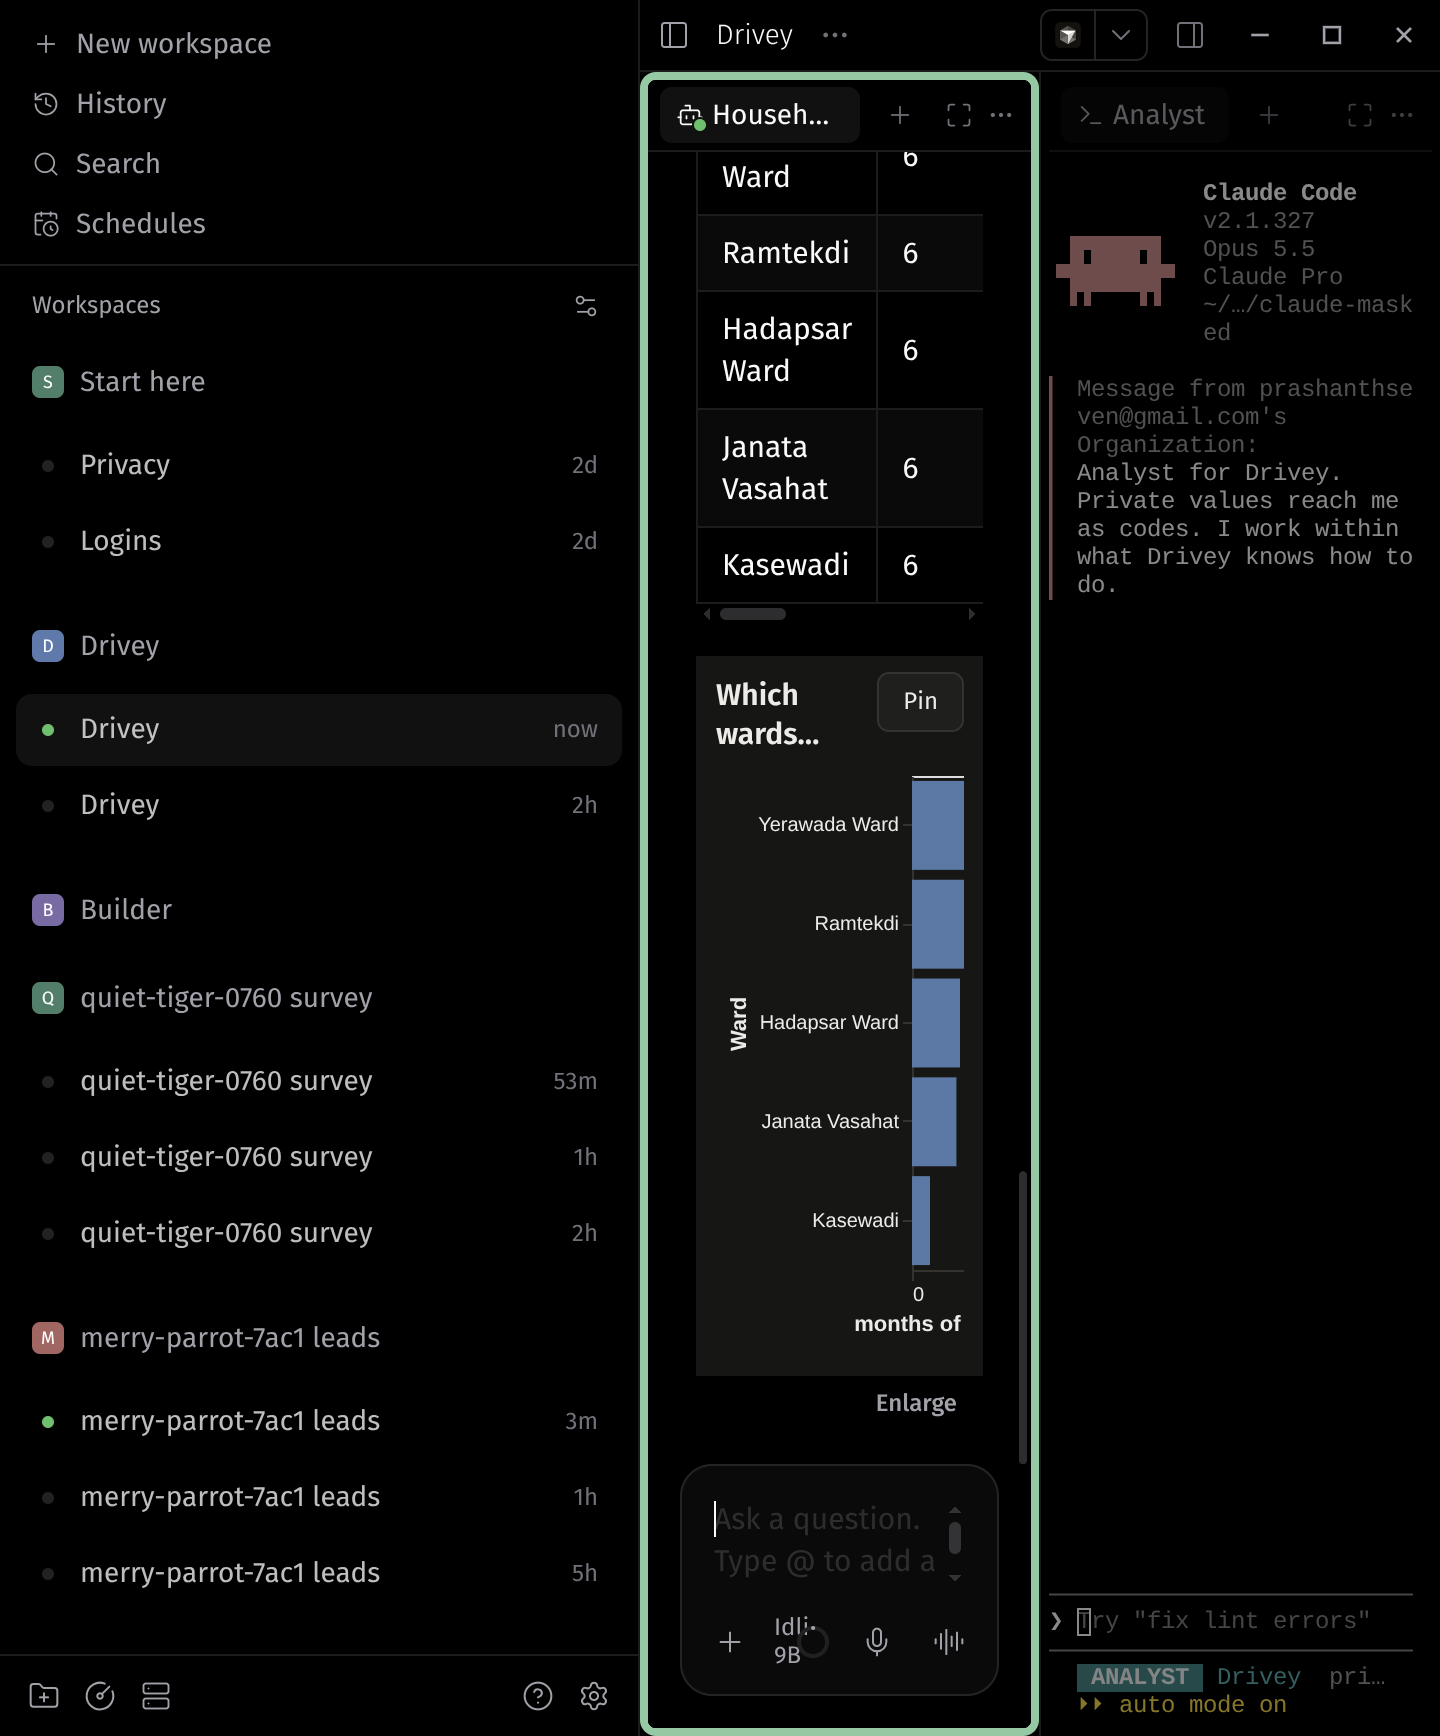 New workspace
History
Search
Schedules
Workspaces
S Start here
Privacy 2d
Logins 2d
D Drivey
Drivey now
Drivey 2h
B Builder
Q quiet-tiger-0760 survey
quiet-tiger-0760 survey 53m
quiet-tiger-0760 survey 1h
quiet-tiger-0760 survey 2h
M merry-parrot-7ac1 leads
merry-parrot-7ac1 leads 3m
merry-parrot-7ac1 leads 1h
merry-parrot-7ac1 leads 5h
Drivey
Househ...
Ward 6
Ramtekdi 6
Hadapsar
Ward
6
Janata
Vasahat
6
Kasewadi 6
Which
wards...
Pin
Yerawada Ward
Ramtekdi
Hadapsar Ward
Janata Vasahat
Kasewadi
Ward
0
months of
Enlarge
Ask a question.
Type @ to add a
Idli·
9B
Analyst
Claude Code
v2.1.327
Opus 5.5
Claude Pro
~/…/claude-mask
ed
Message from prashanthse
ven@gmail.com's
Organization:
Analyst for Drivey.
Private values reach me
as codes. I work within
what Drivey knows how to
do.
❯ Try "fix lint errors"
ANALYST Drivey pri…
auto mode on